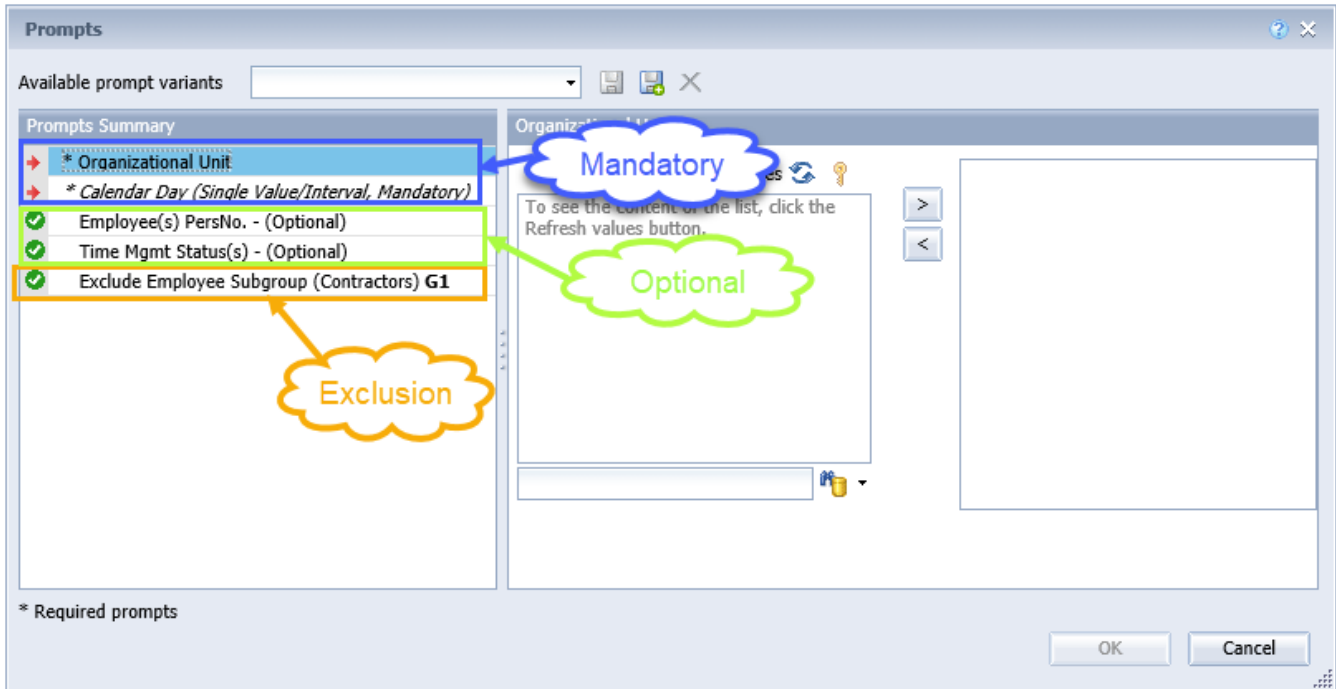 Prompts
Available prompt variants
Prompts Summary
* Organizational Unit
* Calendar Day (Single Value/Interval, Mandatory)
Employee(s) PersNo. - (Optional)
Time Mgmt Status(s) - (Optional)
Exclude Employee Subgroup (Contractors) G1
Mandatory
To see the content of the list, click the
Refresh values button.
>
<
Optional
Exclusion
* Required prompts
OK
Cancel